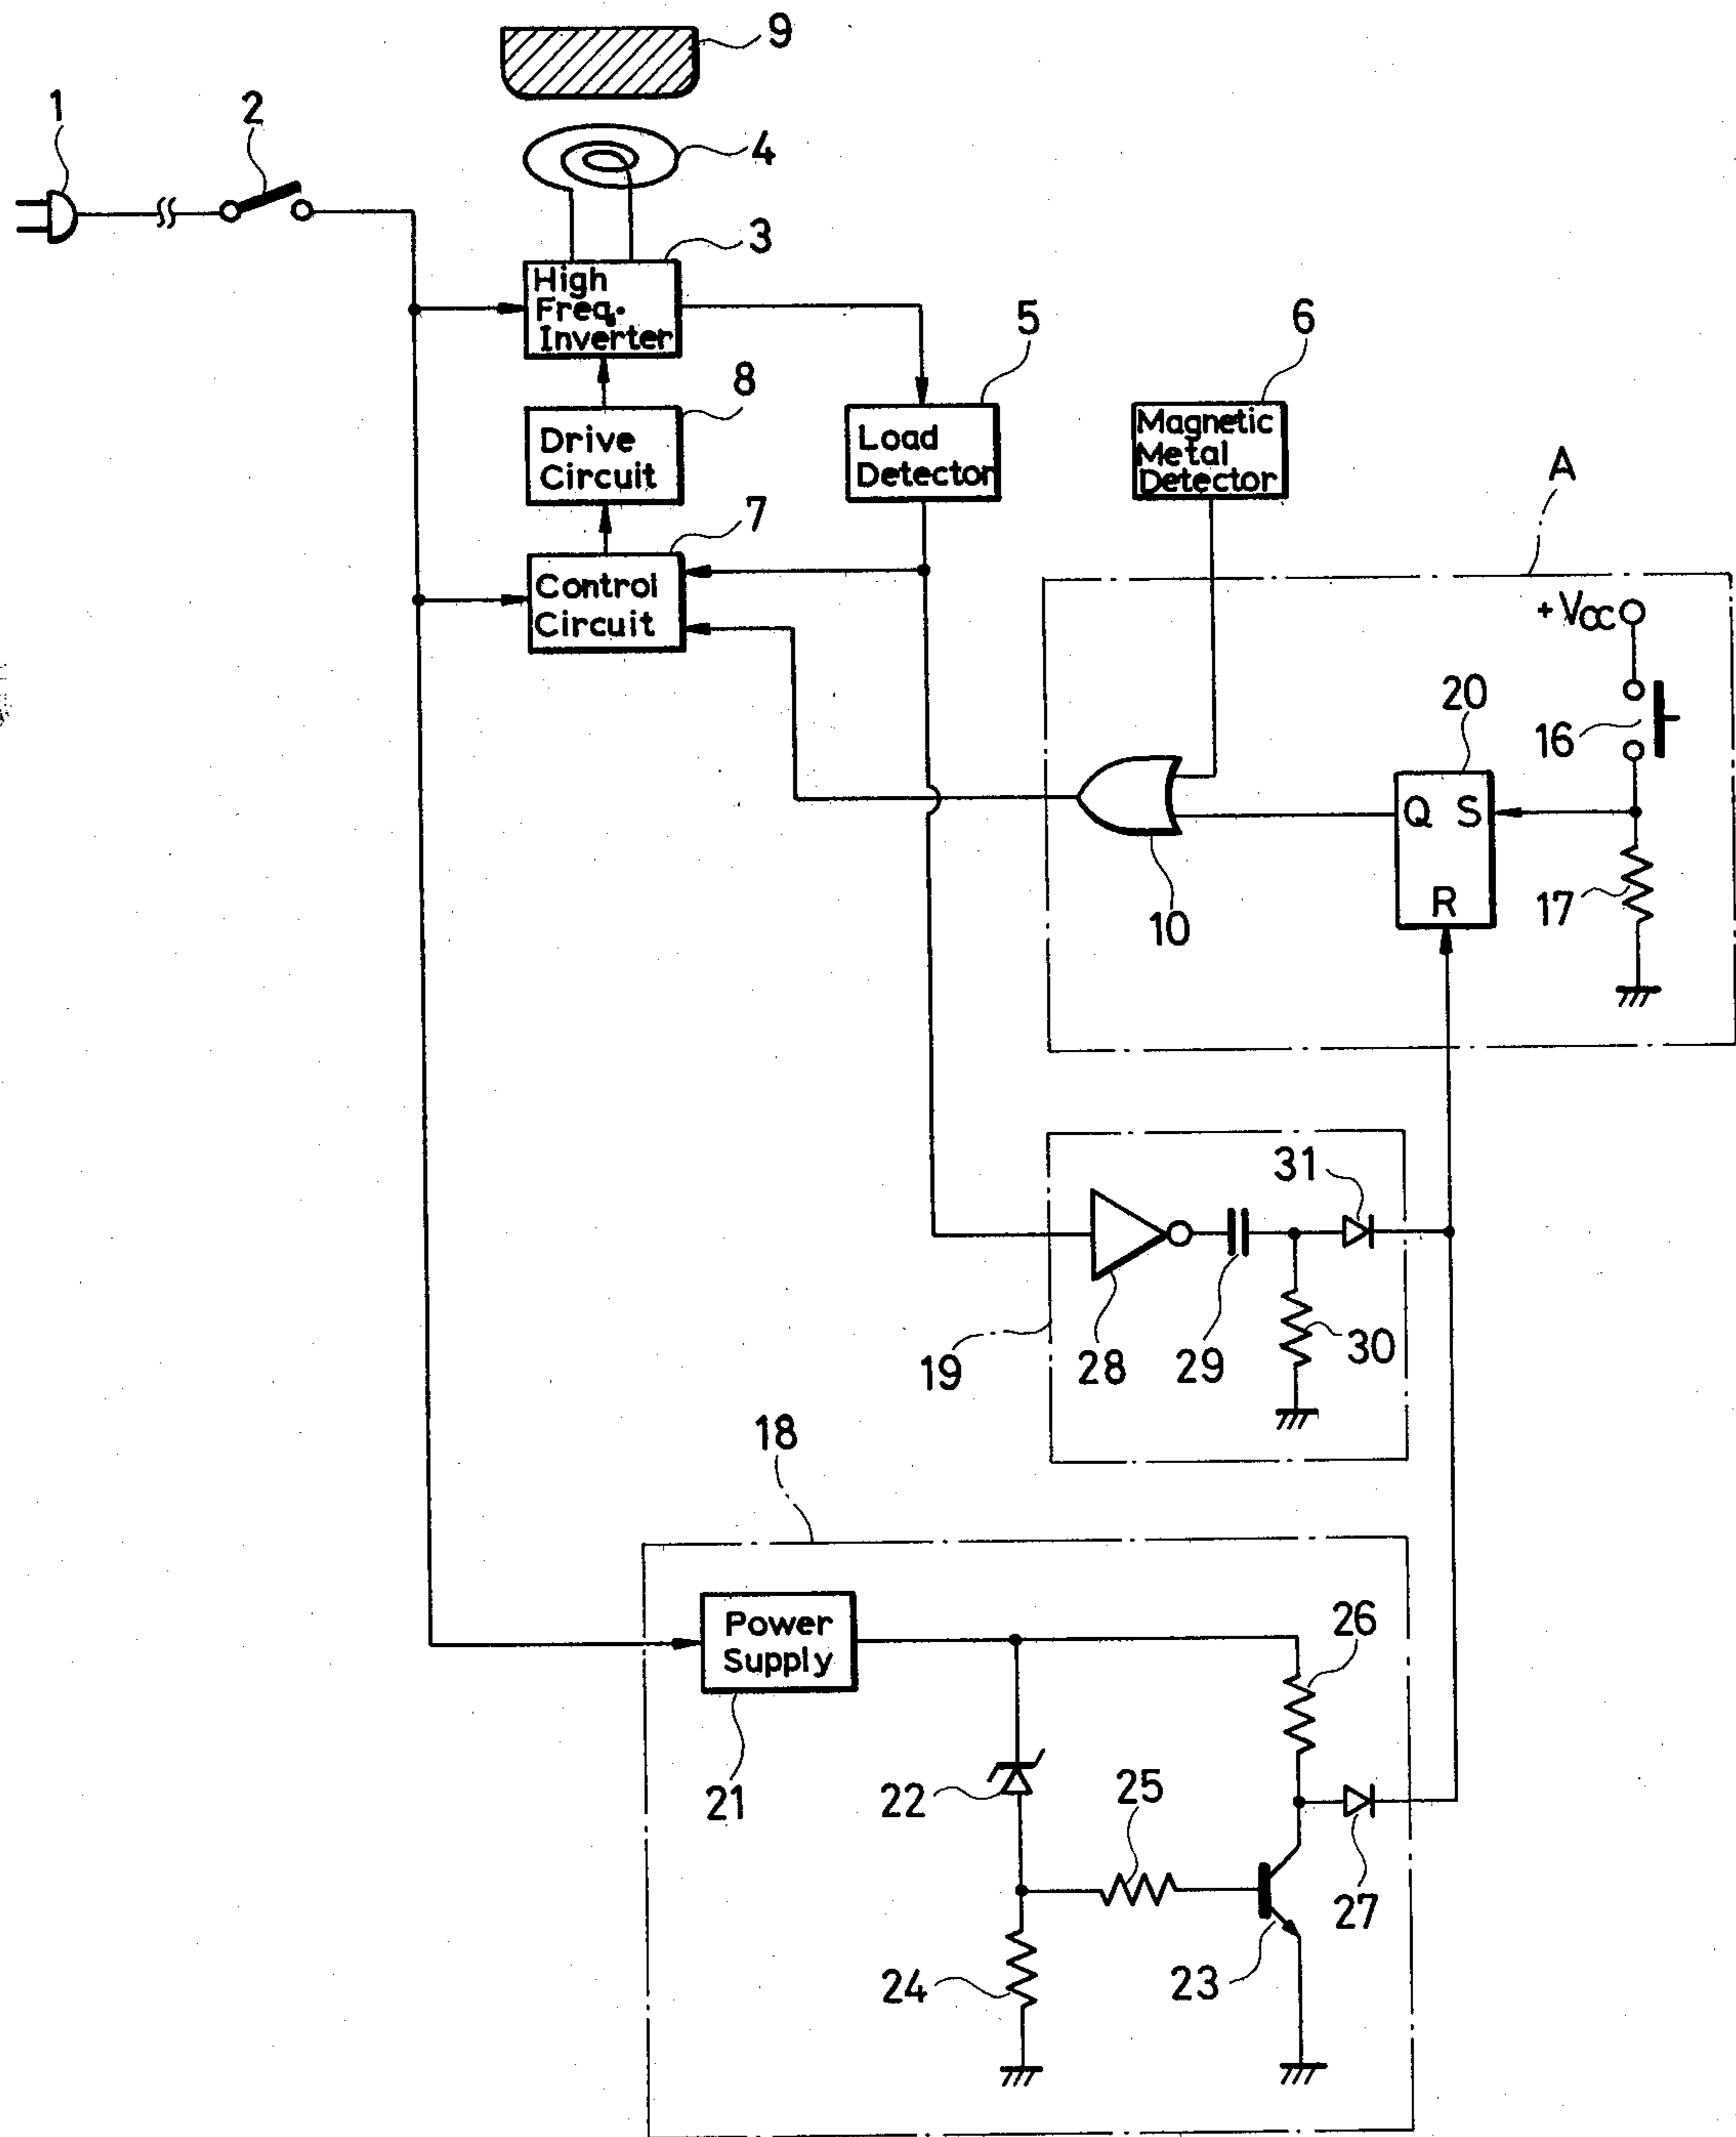 9
1
2
4
3
High
Freq.
Inverter
5
6
8
Drive
Circuit
Load
Detector
Magnetic
Metal
Detector
A
7
Control
Circuit
+Vcc
20
16
Q S
R
10
17
31
19
28
29
30
18
Power
Supply
26
21
22
25
27
24
23